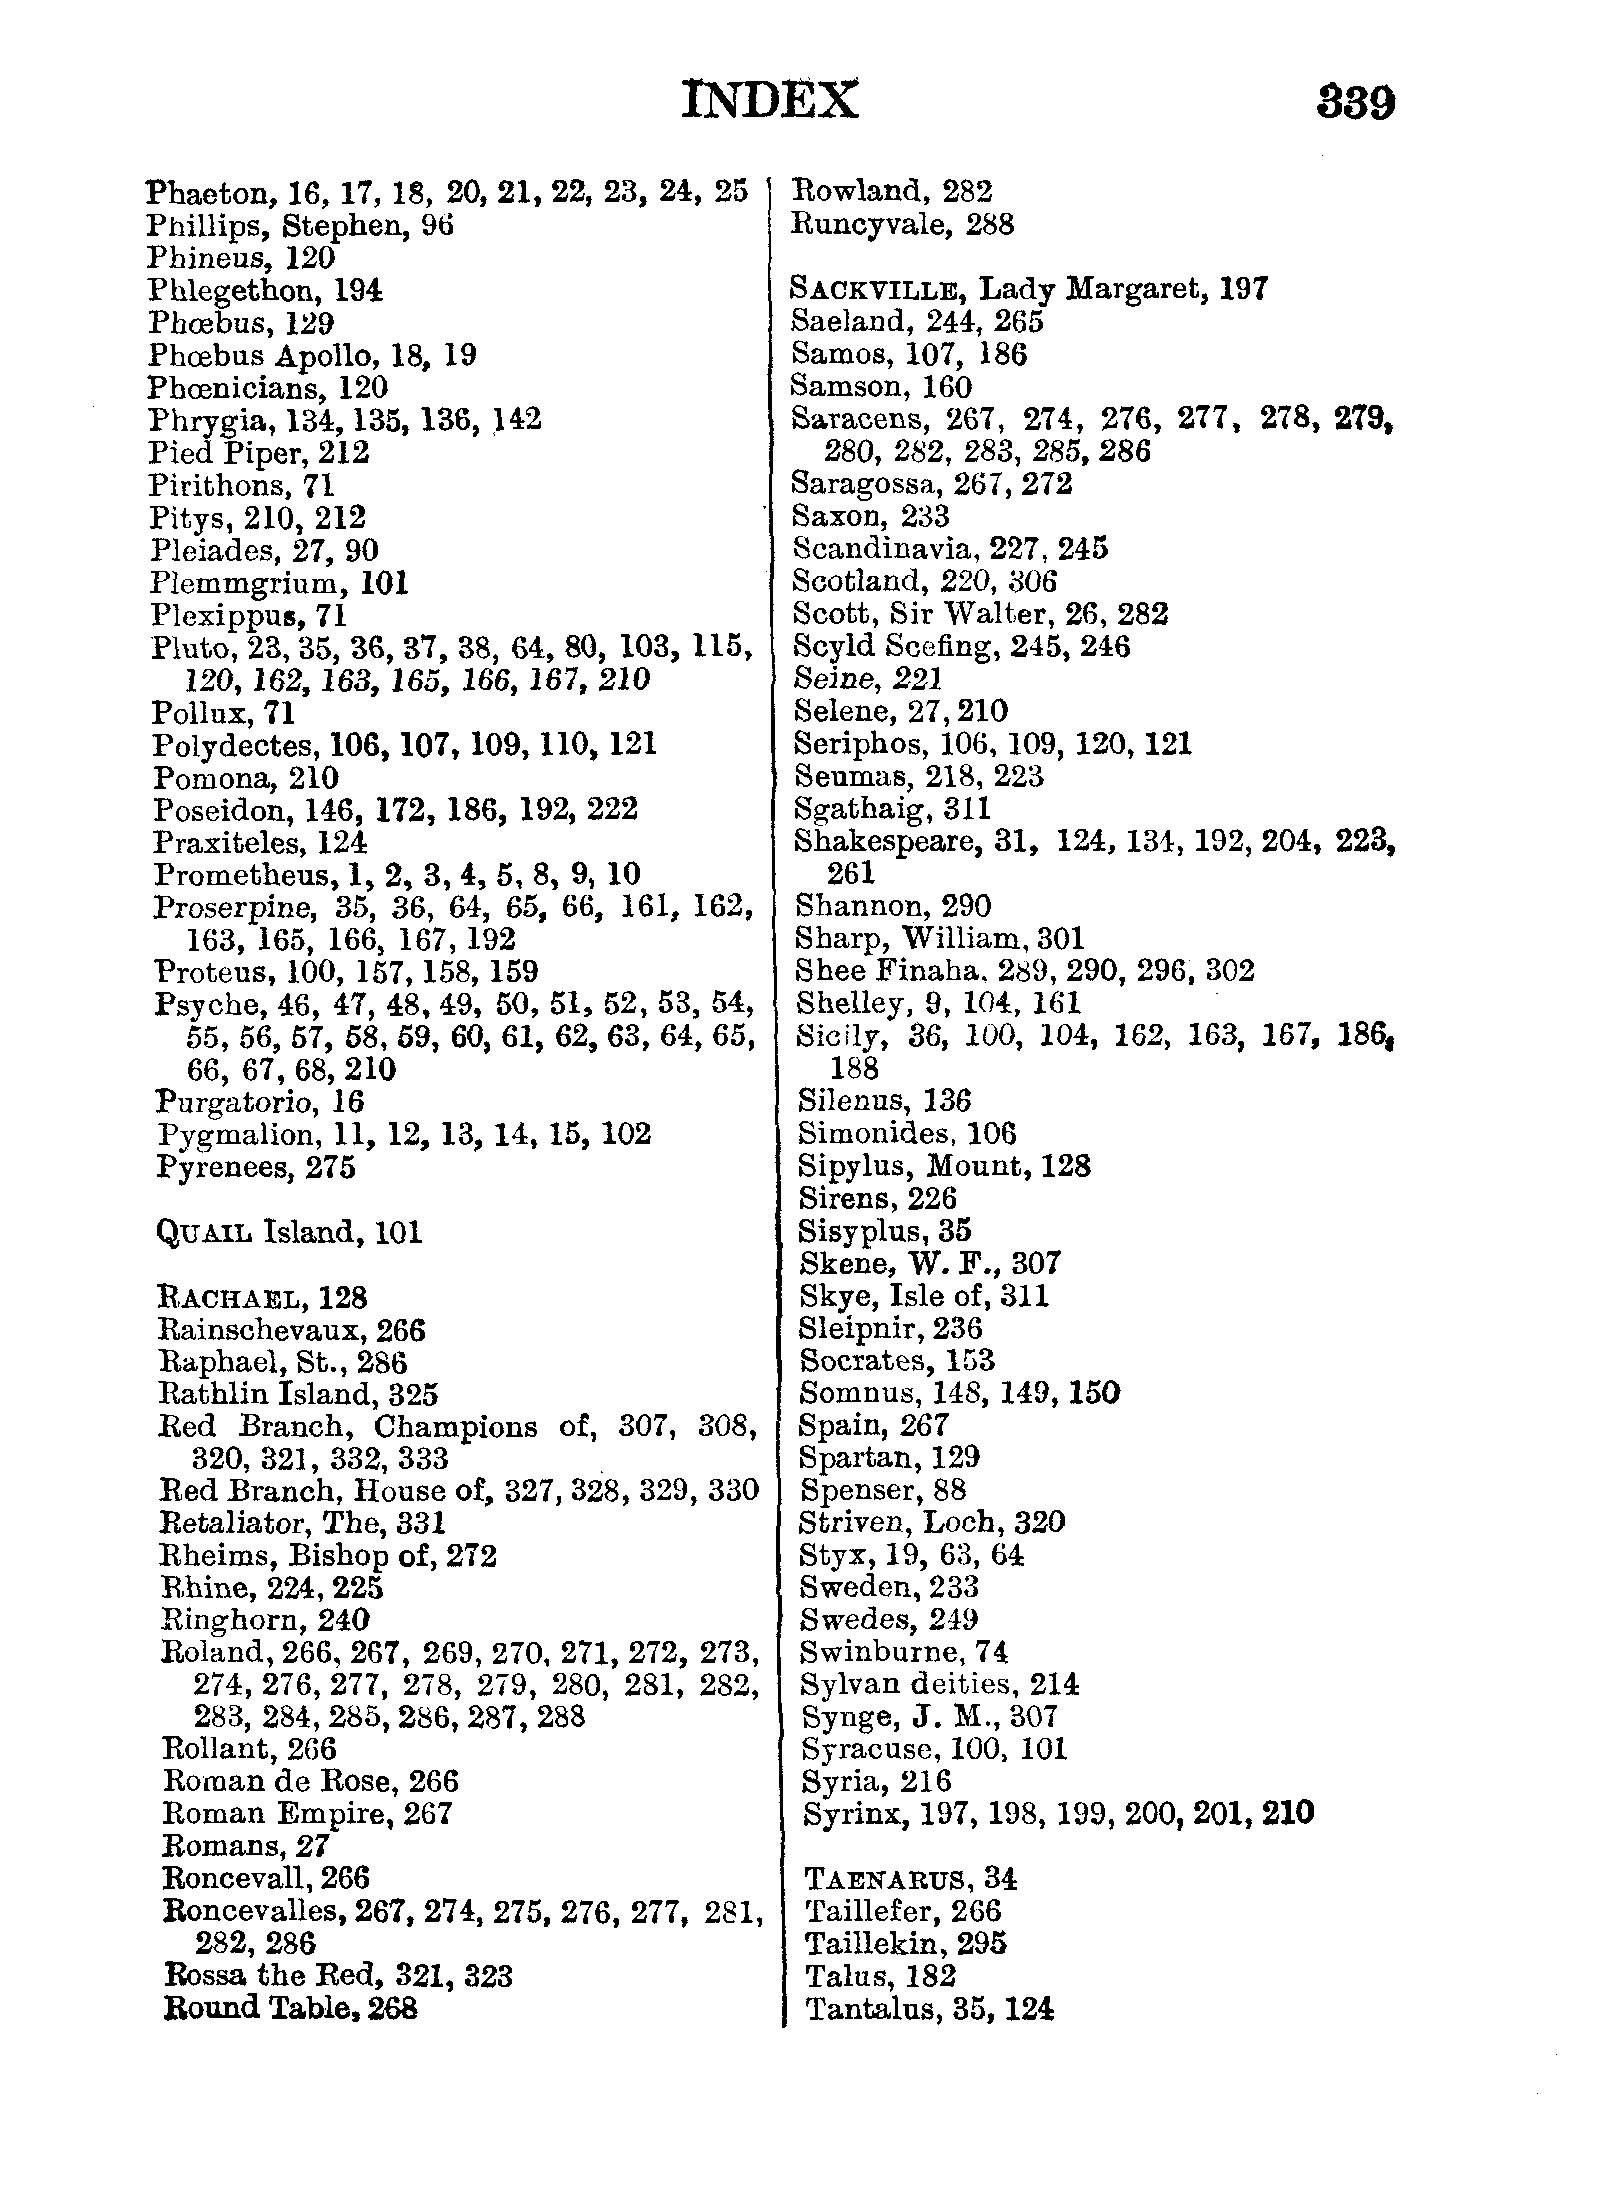 INDEX 339
Phaeton, 16, 17, 18, 20, 21, 22, 23, 24, 25
Phillips, Stephen, 96
Phineus, 120
Phlegethon, 194
Phœbus, 129
Phœbus Apollo, 18, 19
Phœnicians, 120
Phrygia, 134, 135, 136, 142
Pied Piper, 212
Pirithons, 71
Pitys, 210, 212
Pleiades, 27, 90
Plemmgrium, 101
Plexippus, 71
Pluto, 23, 35, 36, 37, 38, 64, 80, 103, 115,
120, 162, 163, 165, 166, 167, 210
Pollux, 71
Polydectes, 106, 107, 109, 110, 121
Pomona, 210
Poseidon, 146, 172, 186, 192, 222
Praxiteles, 124
Prometheus, 1, 2, 3, 4, 5, 8, 9, 10
Proserpine, 35, 36, 64, 65, 66, 161, 162,
163, 165, 166, 167, 192
Proteus, 100, 157, 158, 159
Psyche, 46, 47, 48, 49, 50, 51, 52, 53, 54,
55, 56, 57, 58, 59, 60, 61, 62, 63, 64, 65,
66, 67, 68, 210
Purgatorio, 16
Pygmalion, 11, 12, 13, 14, 15, 102
Pyrenees, 275
QUAIL Island, 101
RACHAEL, 128
Rainschevaux, 266
Raphael, St., 286
Rathlin Island, 325
Red Branch, Champions of, 307, 308,
320, 321, 332, 333
Red Branch, House of, 327, 328, 329, 330
Retaliator, The, 331
Rheims, Bishop of, 272
Rhine, 224, 225
Ringhorn, 240
Roland, 266, 267, 269, 270, 271, 272, 273,
274, 276, 277, 278, 279, 280, 281, 282,
283, 284, 285, 286, 287, 288
Rollant, 266
Roman de Rose, 266
Roman Empire, 267
Romans, 27
Roncevall, 266
Roncevalles, 267, 274, 275, 276, 277, 281,
282, 286
Rossa the Red, 321, 323
Round Table, 268
Rowland, 282
Runcyvale, 288
SACKVILLE, Lady Margaret, 197
Saeland, 244, 265
Samos, 107, 186
Samson, 160
Saracens, 267, 274, 276, 277, 278, 279,
280, 282, 283, 285, 286
Saragossa, 267, 272
Saxon, 233
Scandinavia, 227, 245
Scotland, 220, 306
Scott, Sir Walter, 26, 282
Scyld Scefing, 245, 246
Seine, 221
Selene, 27, 210
Seriphos, 106, 109, 120, 121
Seumas, 218, 223
Sgathaig, 311
Shakespeare, 31, 124, 134, 192, 204, 223,
261
Shannon, 290
Sharp, William, 301
Shee Finaha. 289, 290, 296, 302
Shelley, 9, 104, 161
Sicily, 36, 100, 104, 162, 163, 167, 186,
188
Silenus, 136
Simonides, 106
Sipylus, Mount, 128
Sirens, 226
Sisyplus, 35
Skene, W. F., 307
Skye, Isle of, 311
Sleipnir, 236
Socrates, 153
Somnus, 148, 149, 150
Spain, 267
Spartan, 129
Spenser, 88
Striven, Loch, 320
Styx, 19, 63, 64
Sweden, 233
Swedes, 249
Swinburne, 74
Sylvan deities, 214
Synge, J. M., 307
Syracuse, 100, 101
Syria, 216
Syrinx, 197, 198, 199, 200, 201, 210
TAENARUS, 34
Taillefer, 266
Taillekin, 295
Talus, 182
Tantalus, 35, 124